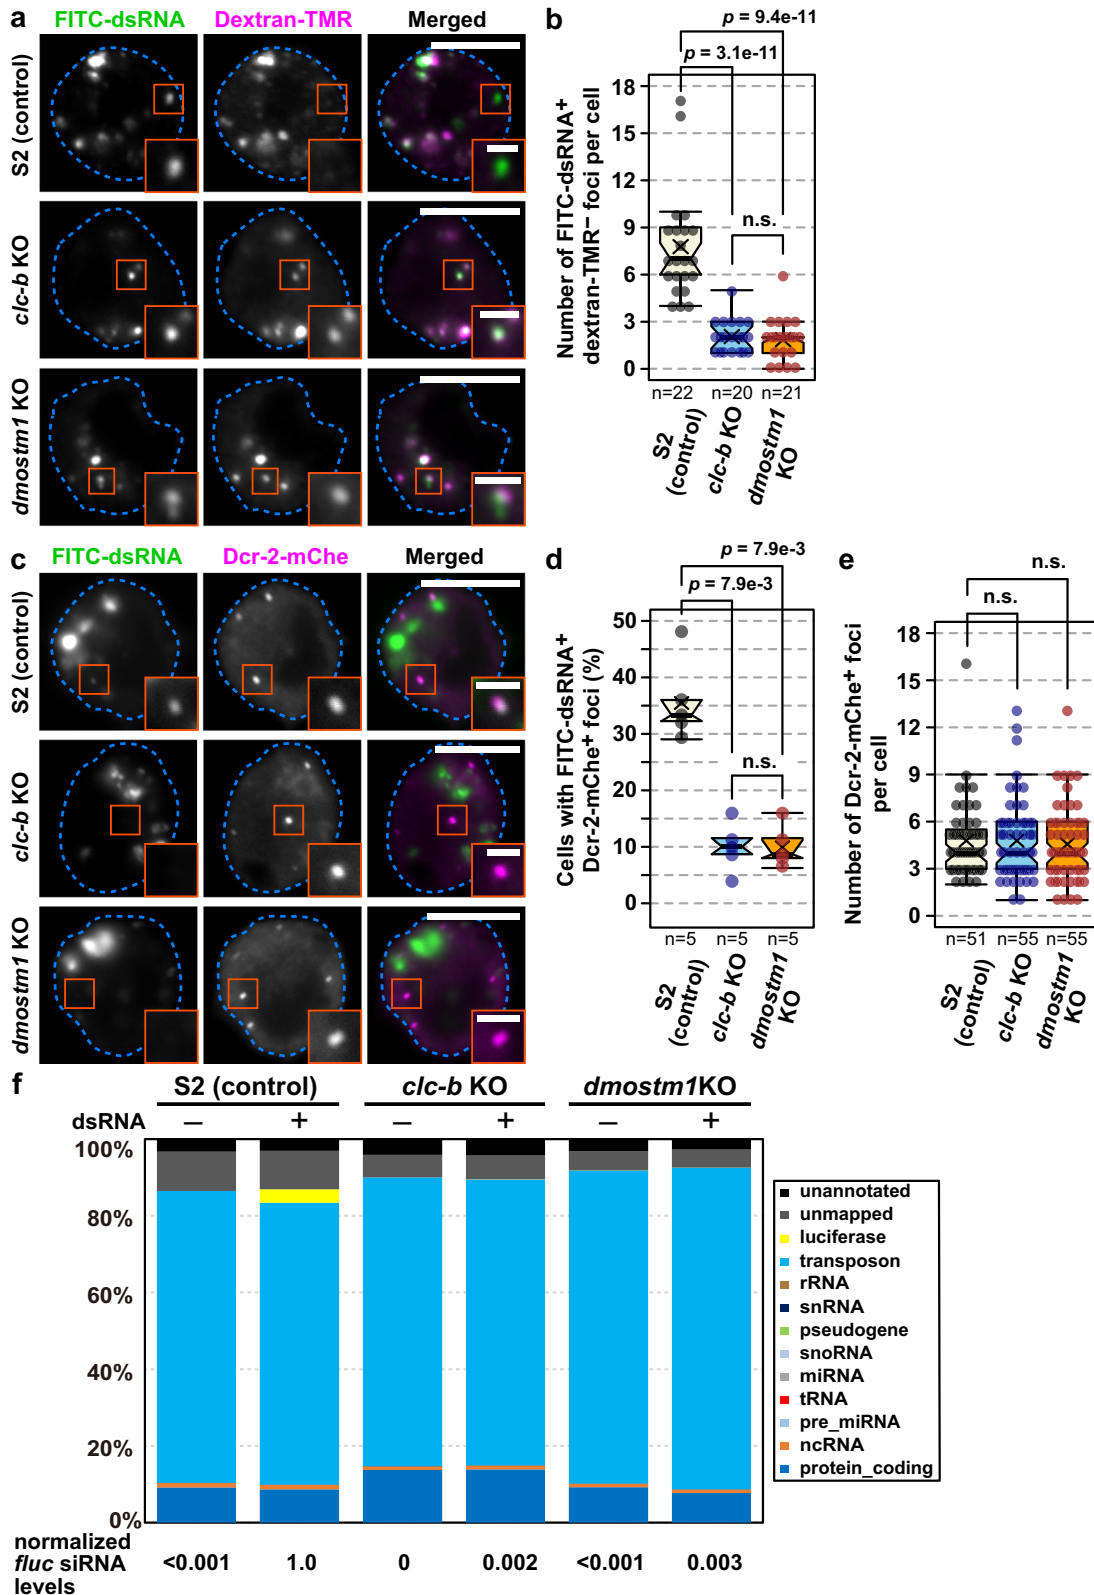 a
FITC-dsRNA
Dextran-TMR
Merged
S2 (control)
clc-b KO
dmostm1 KO
b
p = 9.4e-11
p = 3.1e-11
n.s.
Number of FITC-dsRNA⁺
dextran-TMR⁻ foci per cell
18
15
12
9
6
3
0
n=22
n=20
n=21
S2
(control)
clc-b KO
dmostm1
KO
c
FITC-dsRNA
Dcr-2-mChe
Merged
S2 (control)
clc-b KO
dmostm1 KO
d
p = 7.9e-3
p = 7.9e-3
n.s.
Cells with FITC-dsRNA⁺
Dcr-2-mChe⁺ foci (%)
50
40
30
20
10
0
n=5
n=5
n=5
S2
(control)
clc-b KO
dmostm1
KO
e
n.s.
n.s.
Number of Dcr-2-mChe⁺ foci
per cell
18
15
12
9
6
3
0
n=51
n=55
n=55
S2
(control)
clc-b KO
dmostm1
KO
f
S2 (control)
clc-b KO
dmostm1KO
dsRNA
−
+
−
+
−
+
100%
80%
60%
40%
20%
0%
unannotated
unmapped
luciferase
transposon
rRNA
snRNA
pseudogene
snoRNA
miRNA
tRNA
pre_miRNA
ncRNA
protein_coding
normalized
fluc siRNA
levels
<0.001
1.0
0
0.002
<0.001
0.003